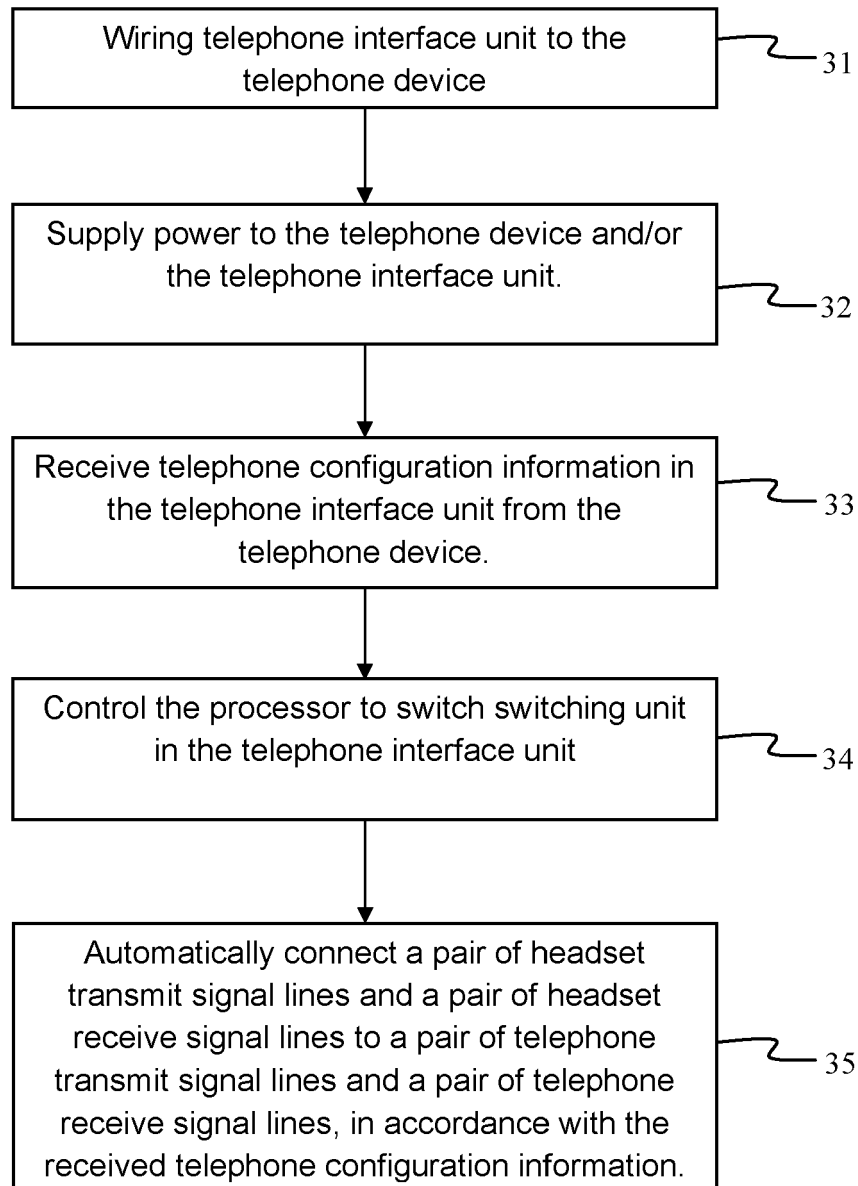 Wiring telephone interface unit to the
telephone device
31
Supply power to the telephone device and/or
the telephone interface unit.
32
Receive telephone configuration information in
the telephone interface unit from the
telephone device.
33
Control the processor to switch switching unit
in the telephone interface unit
34
Automatically connect a pair of headset
transmit signal lines and a pair of headset
receive signal lines to a pair of telephone
transmit signal lines and a pair of telephone
receive signal lines, in accordance with the
received telephone configuration information.
35